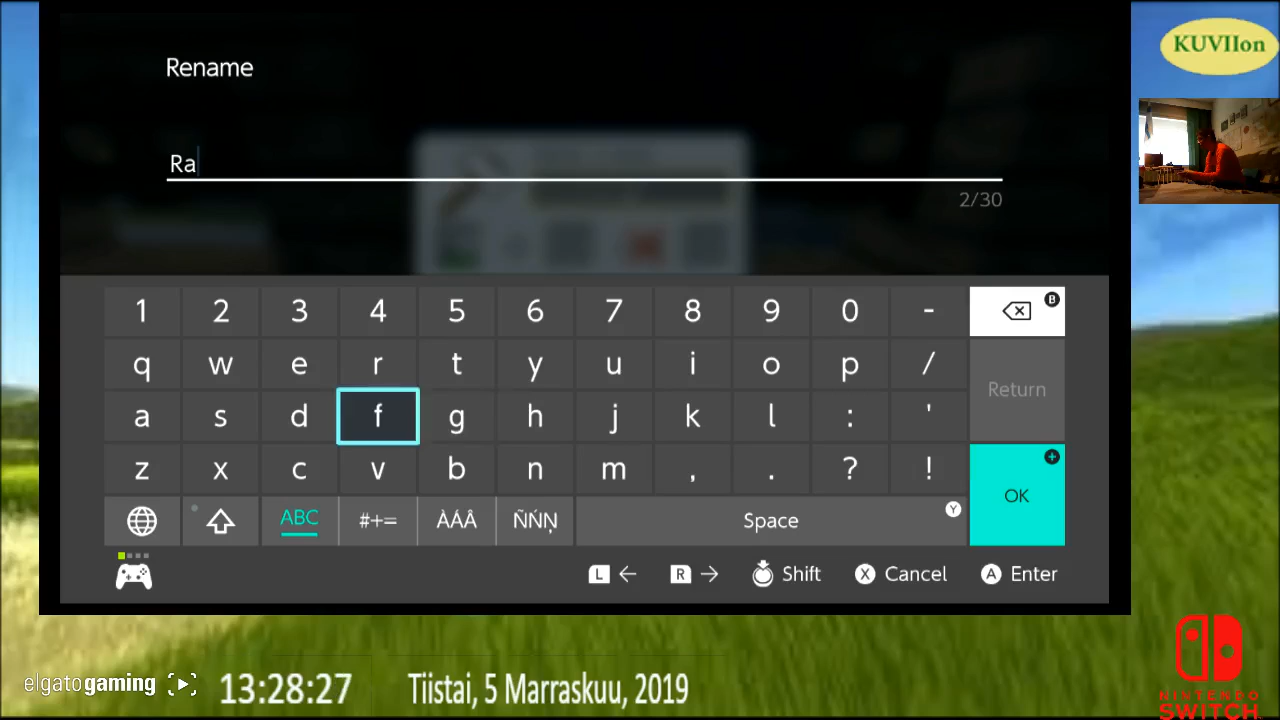 Rename
KUVIIon
Ra
2/30
1 2 3 4 5 6 7 8 9 0 -
B
q w e r t y u i o p /
Return
a s d f g h j k l : '
z x c v b n m , . ? !
+
OK
ABC #+= ÀÁÂ ÑŃŅ Space
Y
L ← R → Shift X Cancel A Enter
elgatogaming
13:28:27
Tiistai, 5 Marraskuu, 2019
NINTENDO
SWITCH